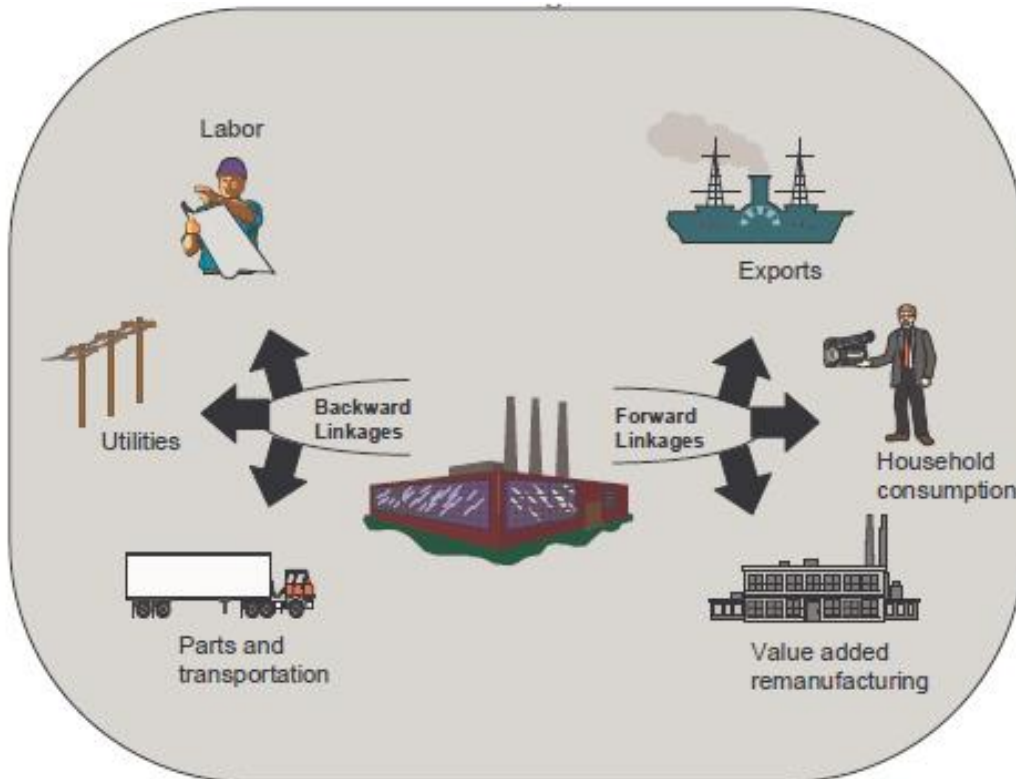 Labor
Exports
Utilities
Backward
Linkages
Forward
Linkages
Household
consumption
Parts and
transportation
Value added
remanufacturing